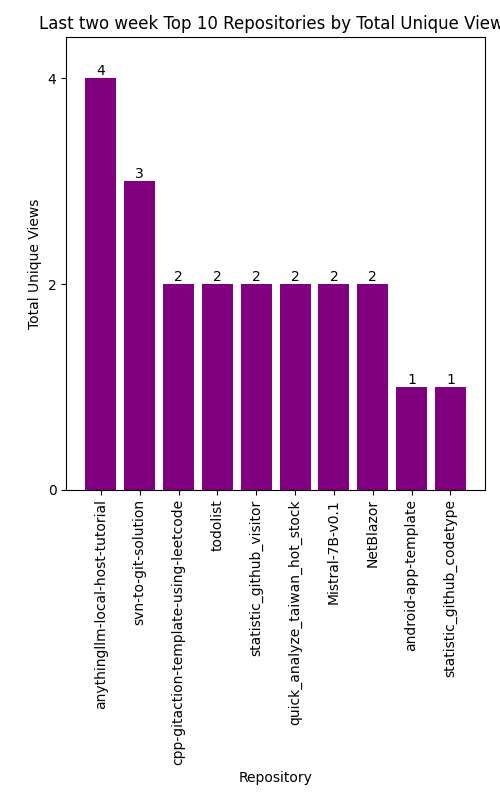 Last two week Top 10 Repositories by Total Unique View
4
3
2
2
2
2
2
2
1
1
4
2
0
Total Unique Views
anythingllm-local-host-tutorial
svn-to-git-solution
cpp-gitaction-template-using-leetcode
todolist
statistic_github_visitor
quick_analyze_taiwan_hot_stock
Mistral-7B-v0.1
NetBlazor
android-app-template
statistic_github_codetype
Repository